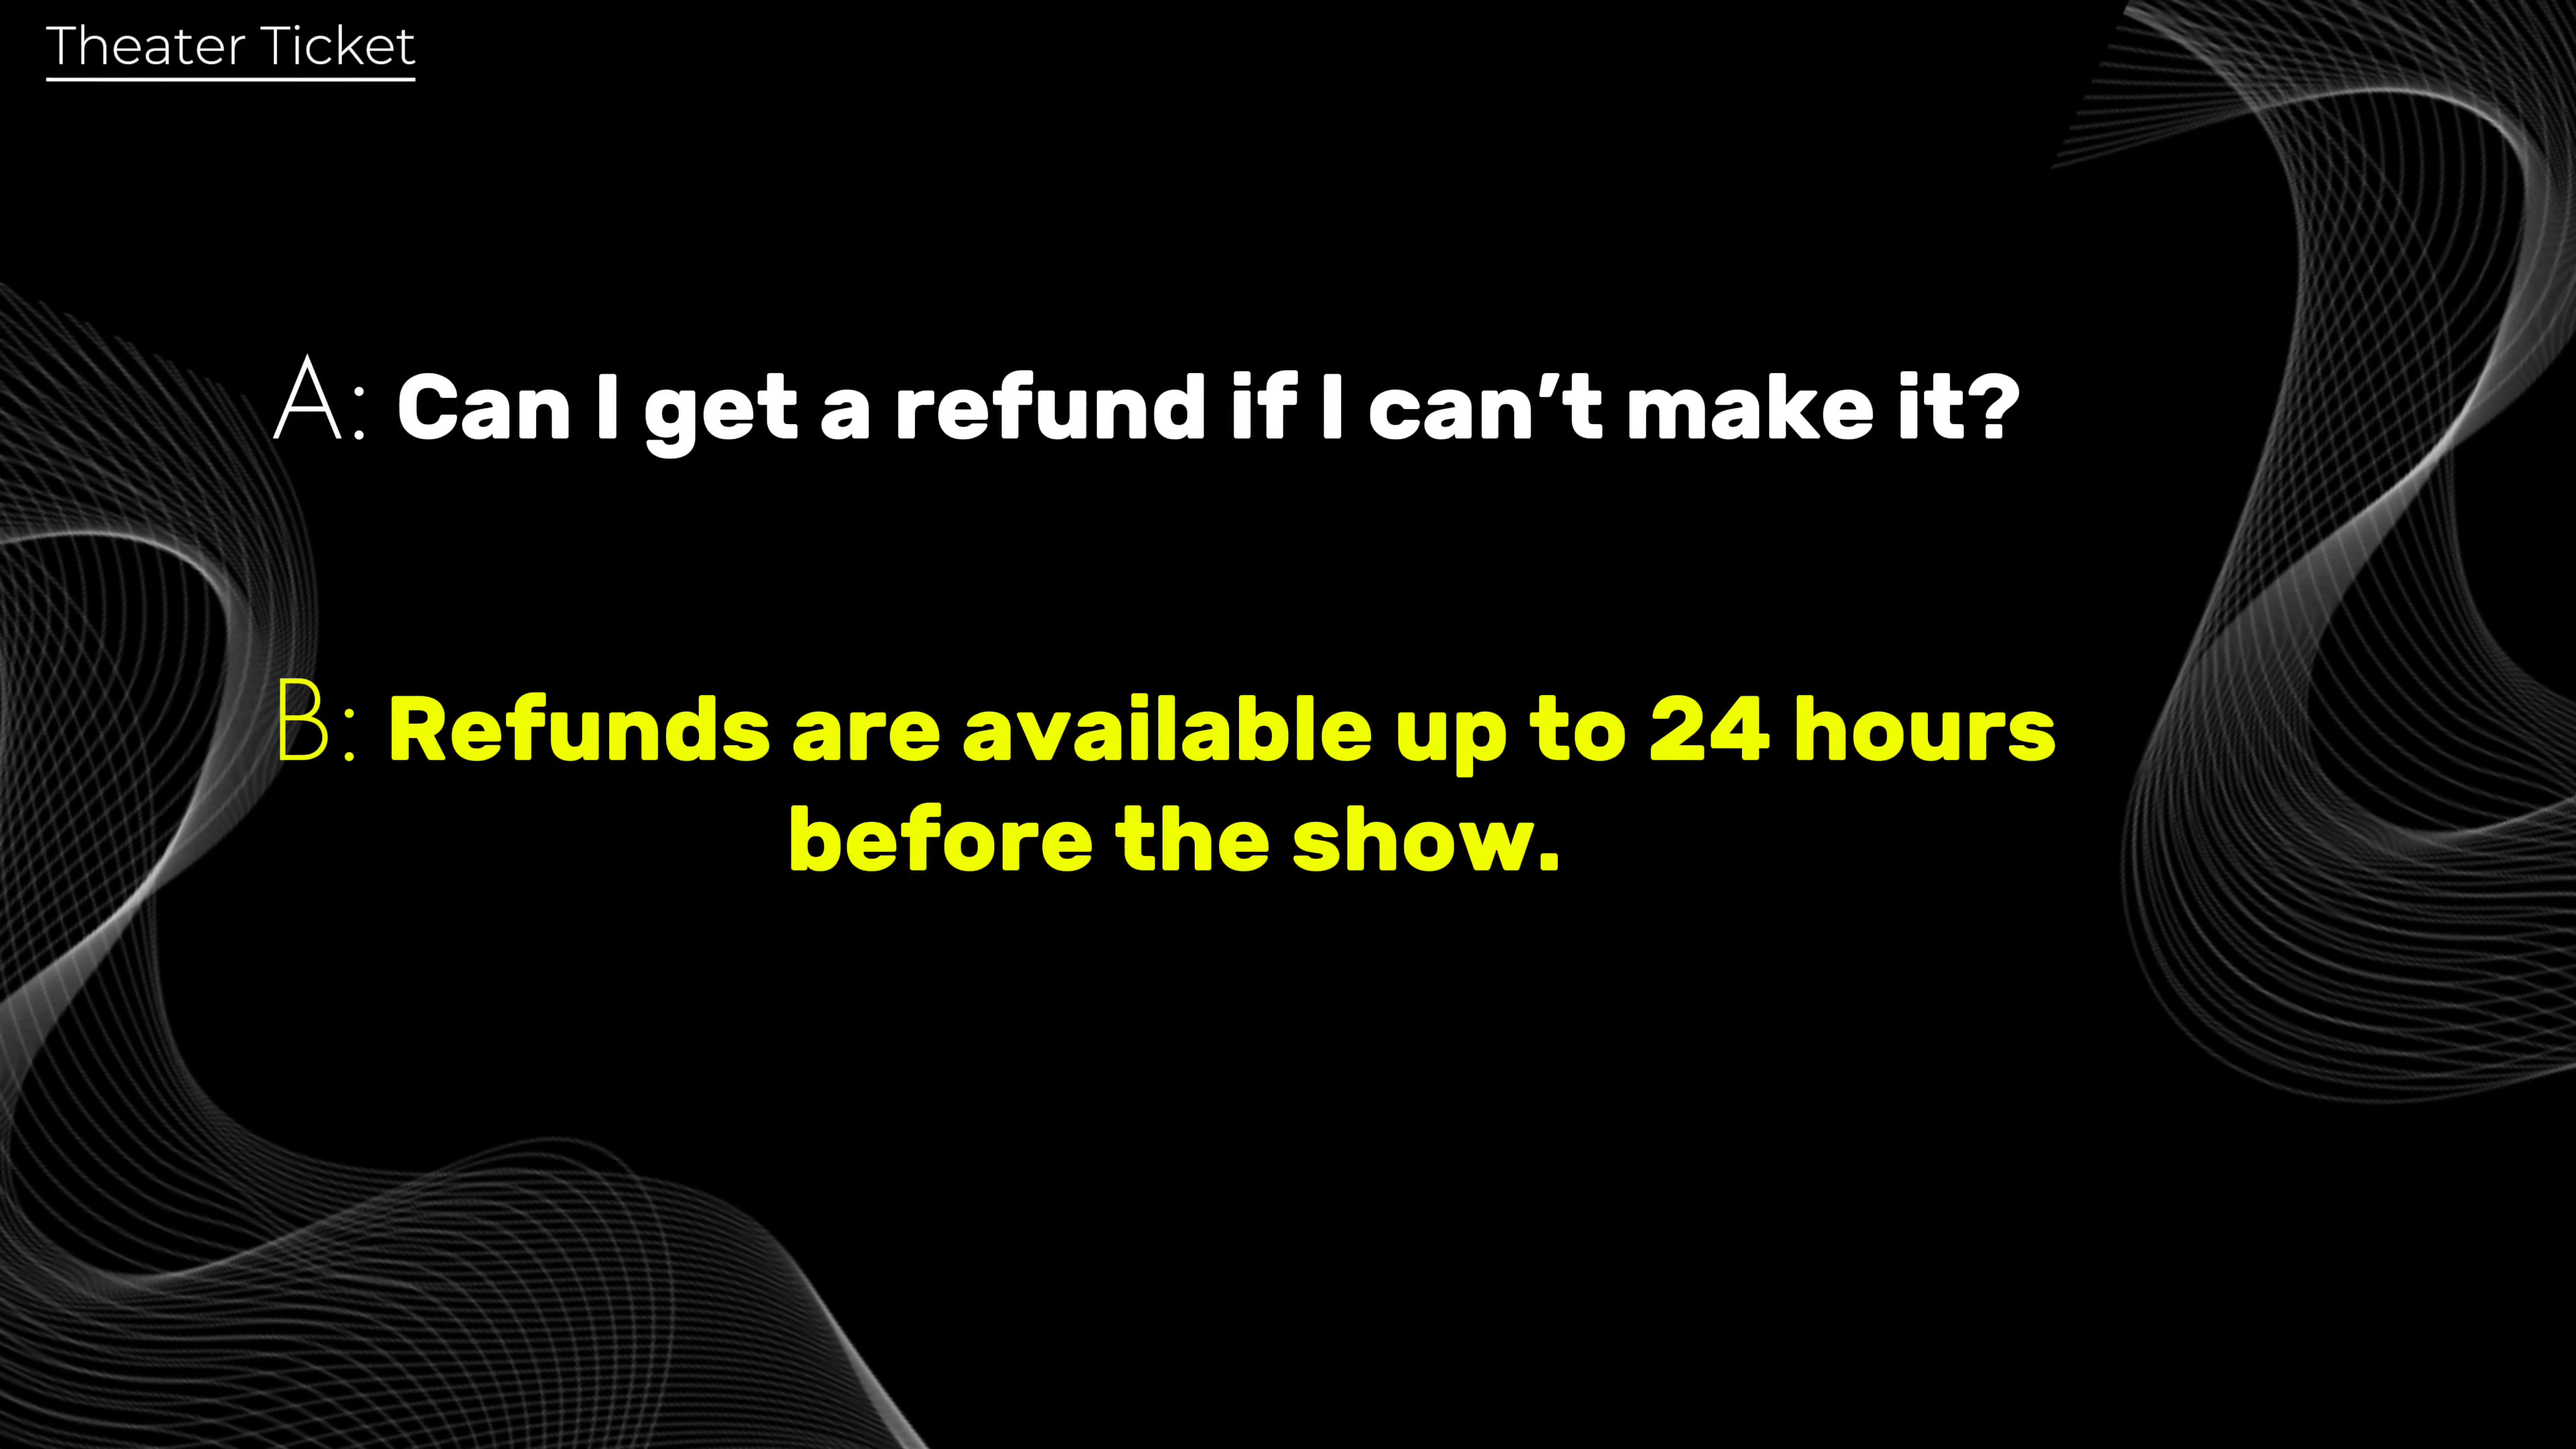 Theater Ticket
A: Can I get a refund if I can’t make it?
B: Refunds are available up to 24 hours
before the show.